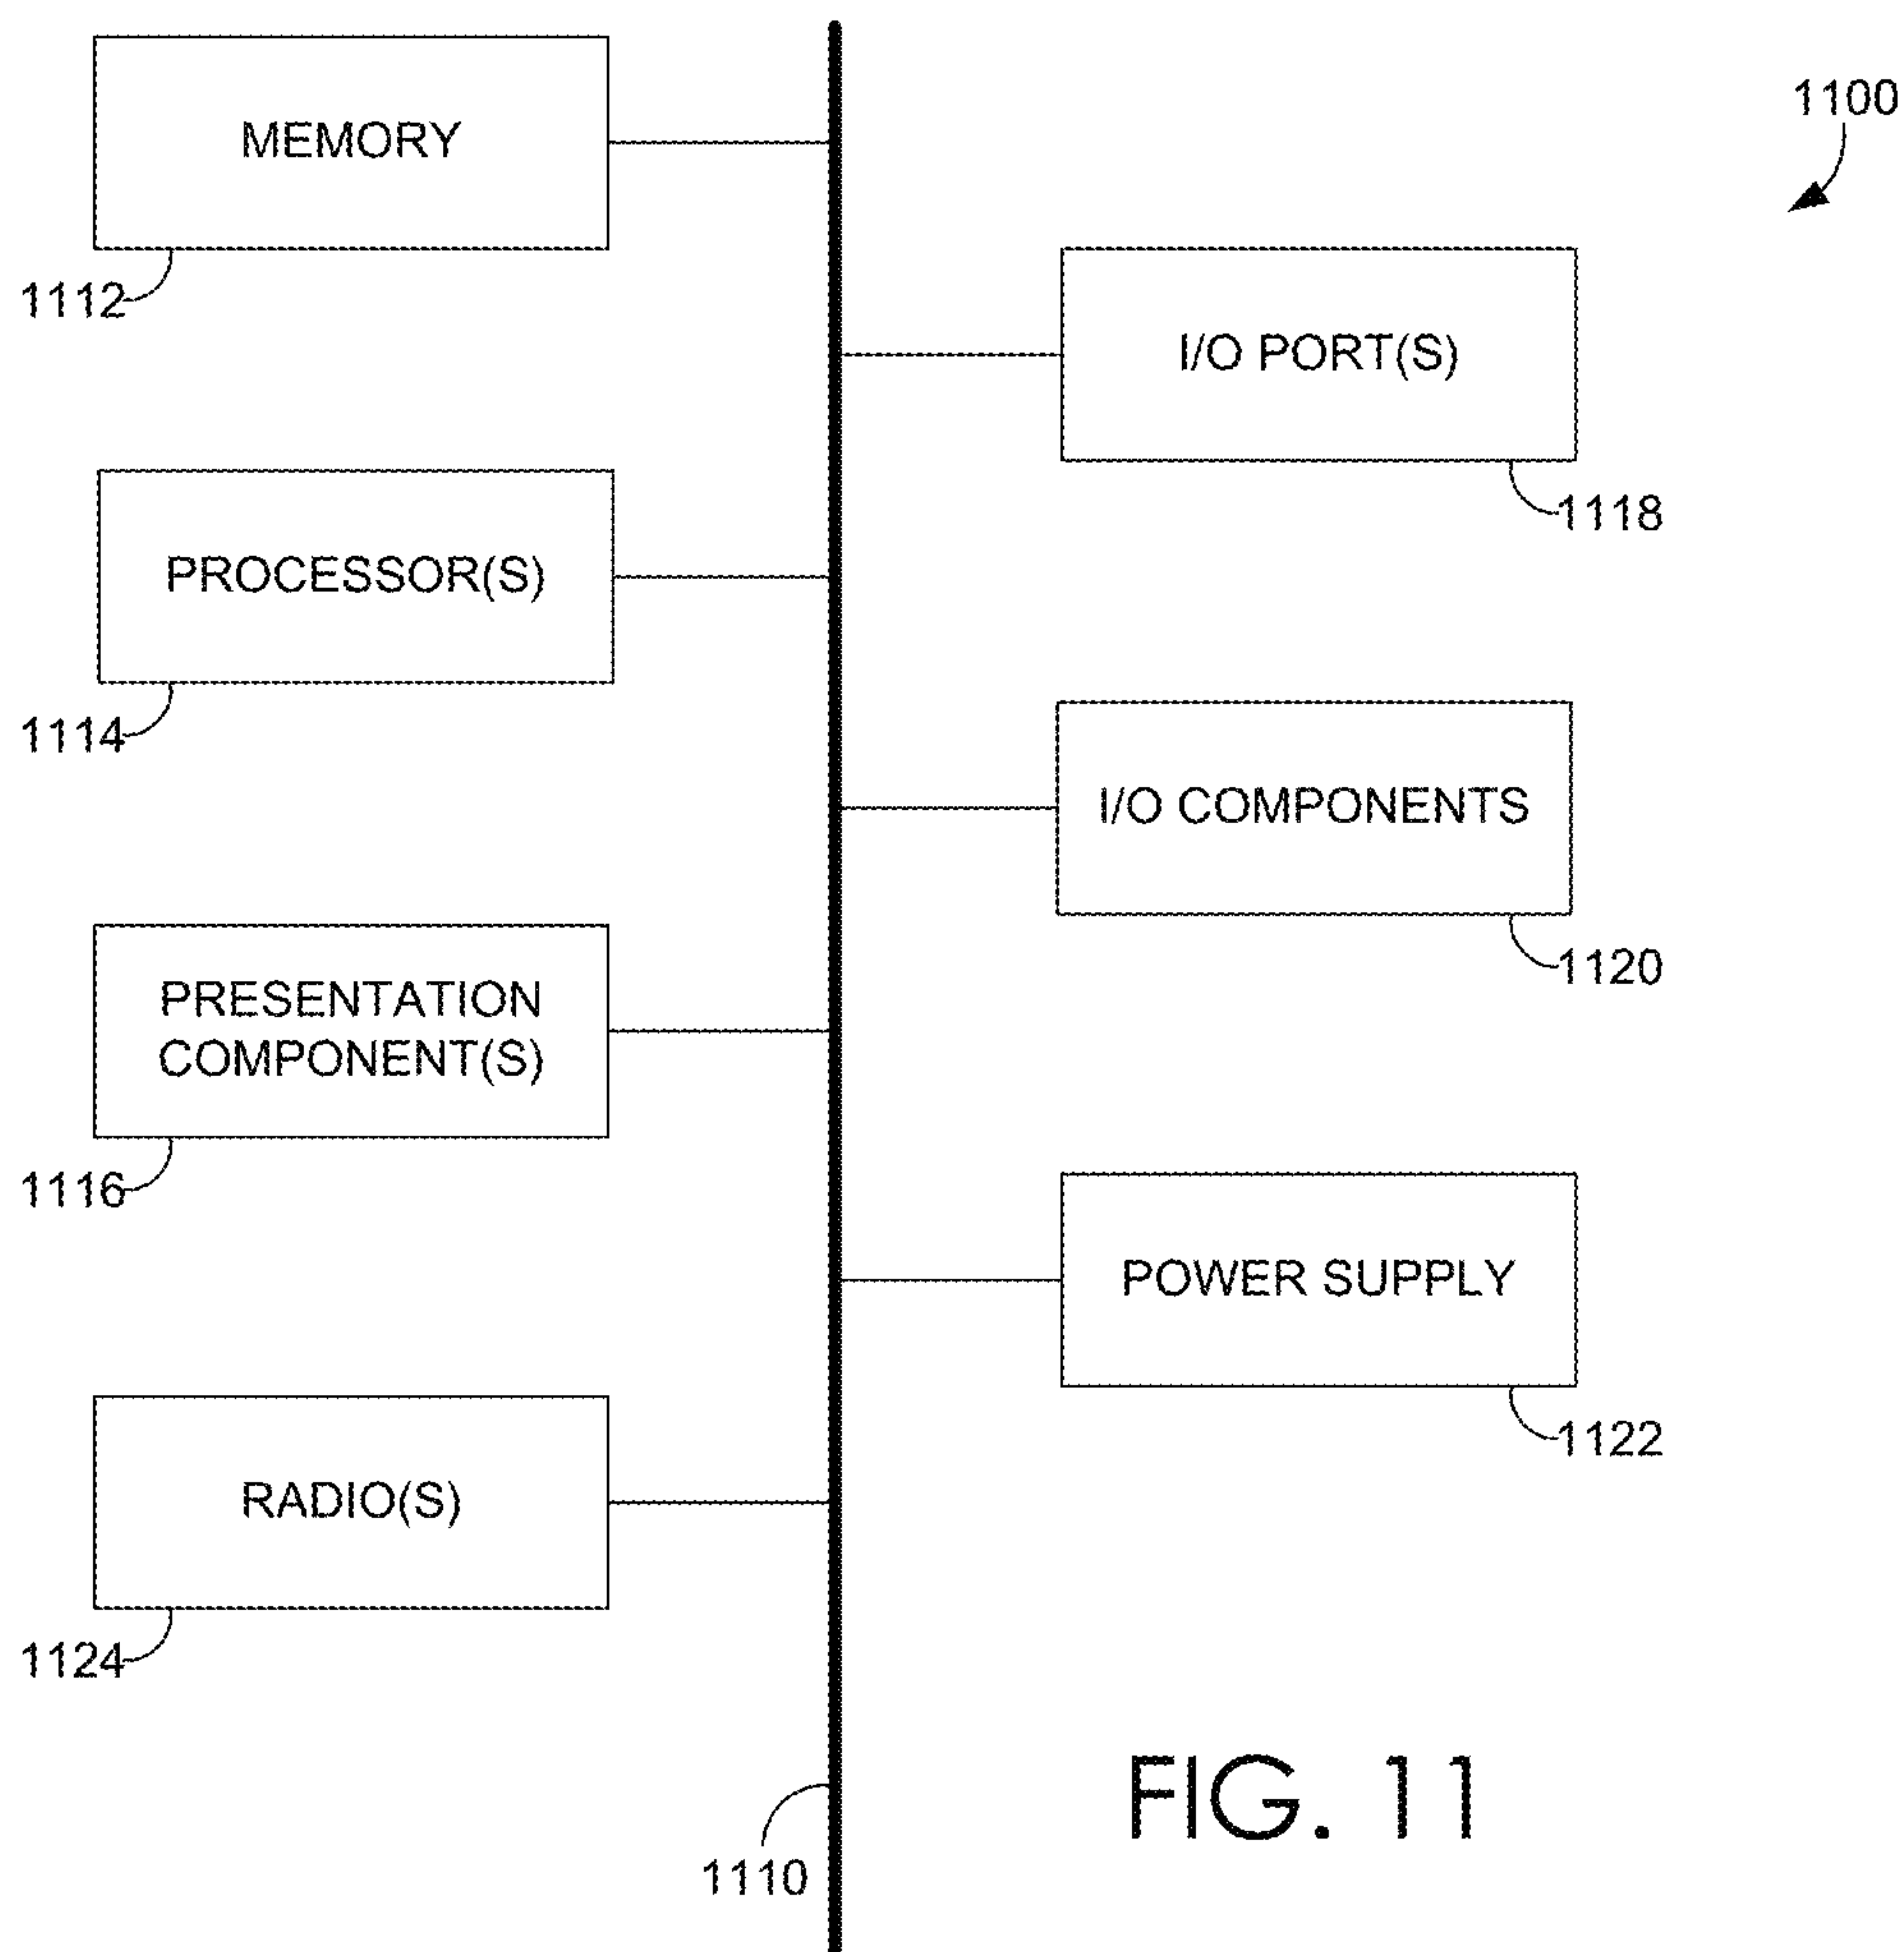 MEMORY
1112
1100
I/O PORT(S)
1118
PROCESSOR(S)
1114
I/O COMPONENTS
1120
PRESENTATION
COMPONENT(S)
1116
POWER SUPPLY
1122
RADIO(S)
1124
1110
FIG. 11